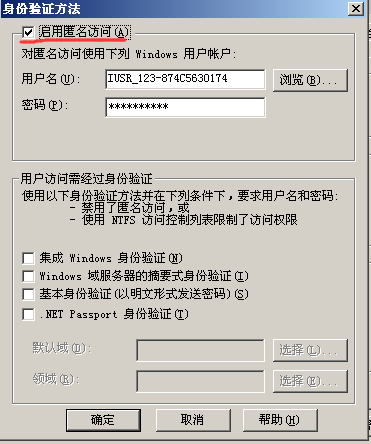 身份验证方法
启用匿名访问(A)
对匿名访问使用下列 Windows 用户帐户:
用户名(U):
IUSR_123-874C5630174
浏览(B)...
密码(P):
**********
用户访问需经过身份验证
使用以下身份验证方法并在下列条件下,要求用户名和密码:
- 禁用了匿名访问,或
- 使用 NTFS 访问控制列表限制了访问权限
集成 Windows 身份验证(N)
Windows 域服务器的摘要式身份验证(I)
基本身份验证(以明文形式发送密码)(S)
.NET Passport 身份验证(T)
默认域(D):
选择(L)...
领域(R):
选择(E)...
确定
取消
帮助(H)